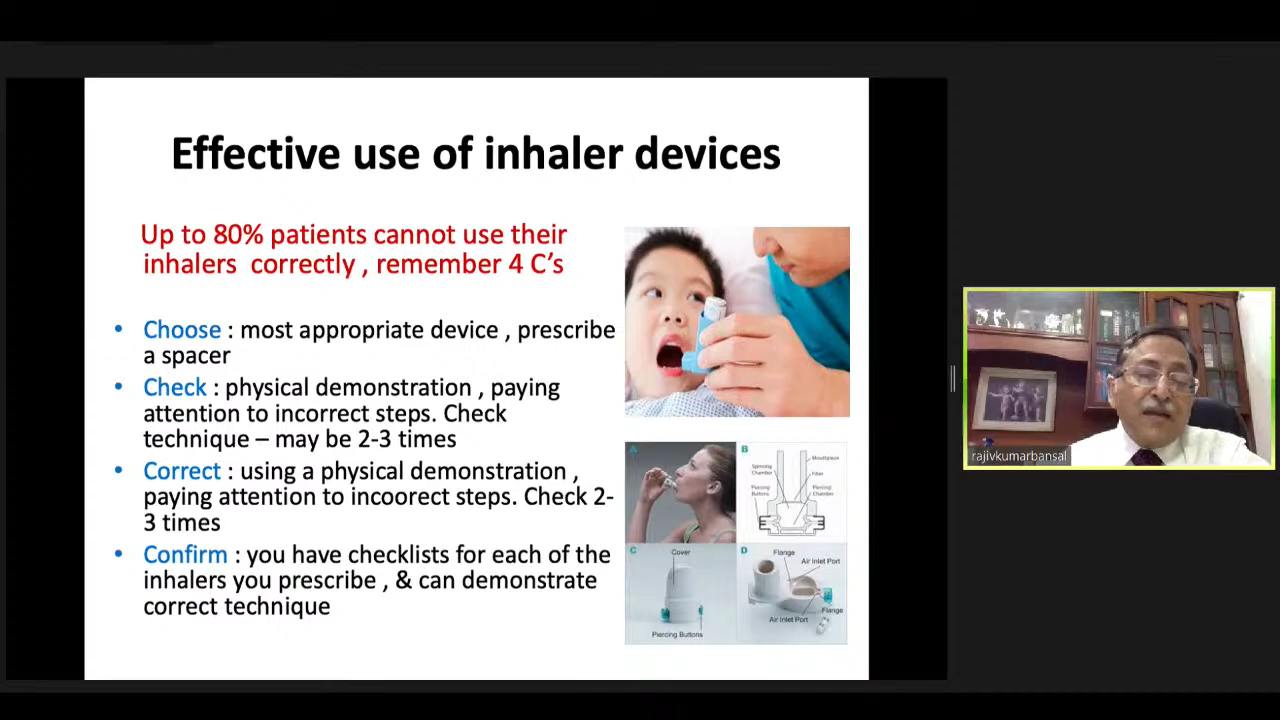 Effective use of inhaler devices
Up to 80% patients cannot use their
inhalers correctly , remember 4 C's
• Choose : most appropriate device , prescribe
a spacer
• Check : physical demonstration , paying
attention to incorrect steps. Check
technique – may be 2-3 times
• Correct : using a physical demonstration ,
paying attention to incoorect steps. Check 2-
3 times
• Confirm : you have checklists for each of the
inhalers you prescribe , & can demonstrate
correct technique
A
B
Mouthpiece
Spinning
Chamber
Filter
Piercing
Buttons
Piercing
Chamber
C
Cover
Piercing Buttons
D
Flange
Air Inlet Port
Flange
Air Inlet Port
rajivkumarbansal